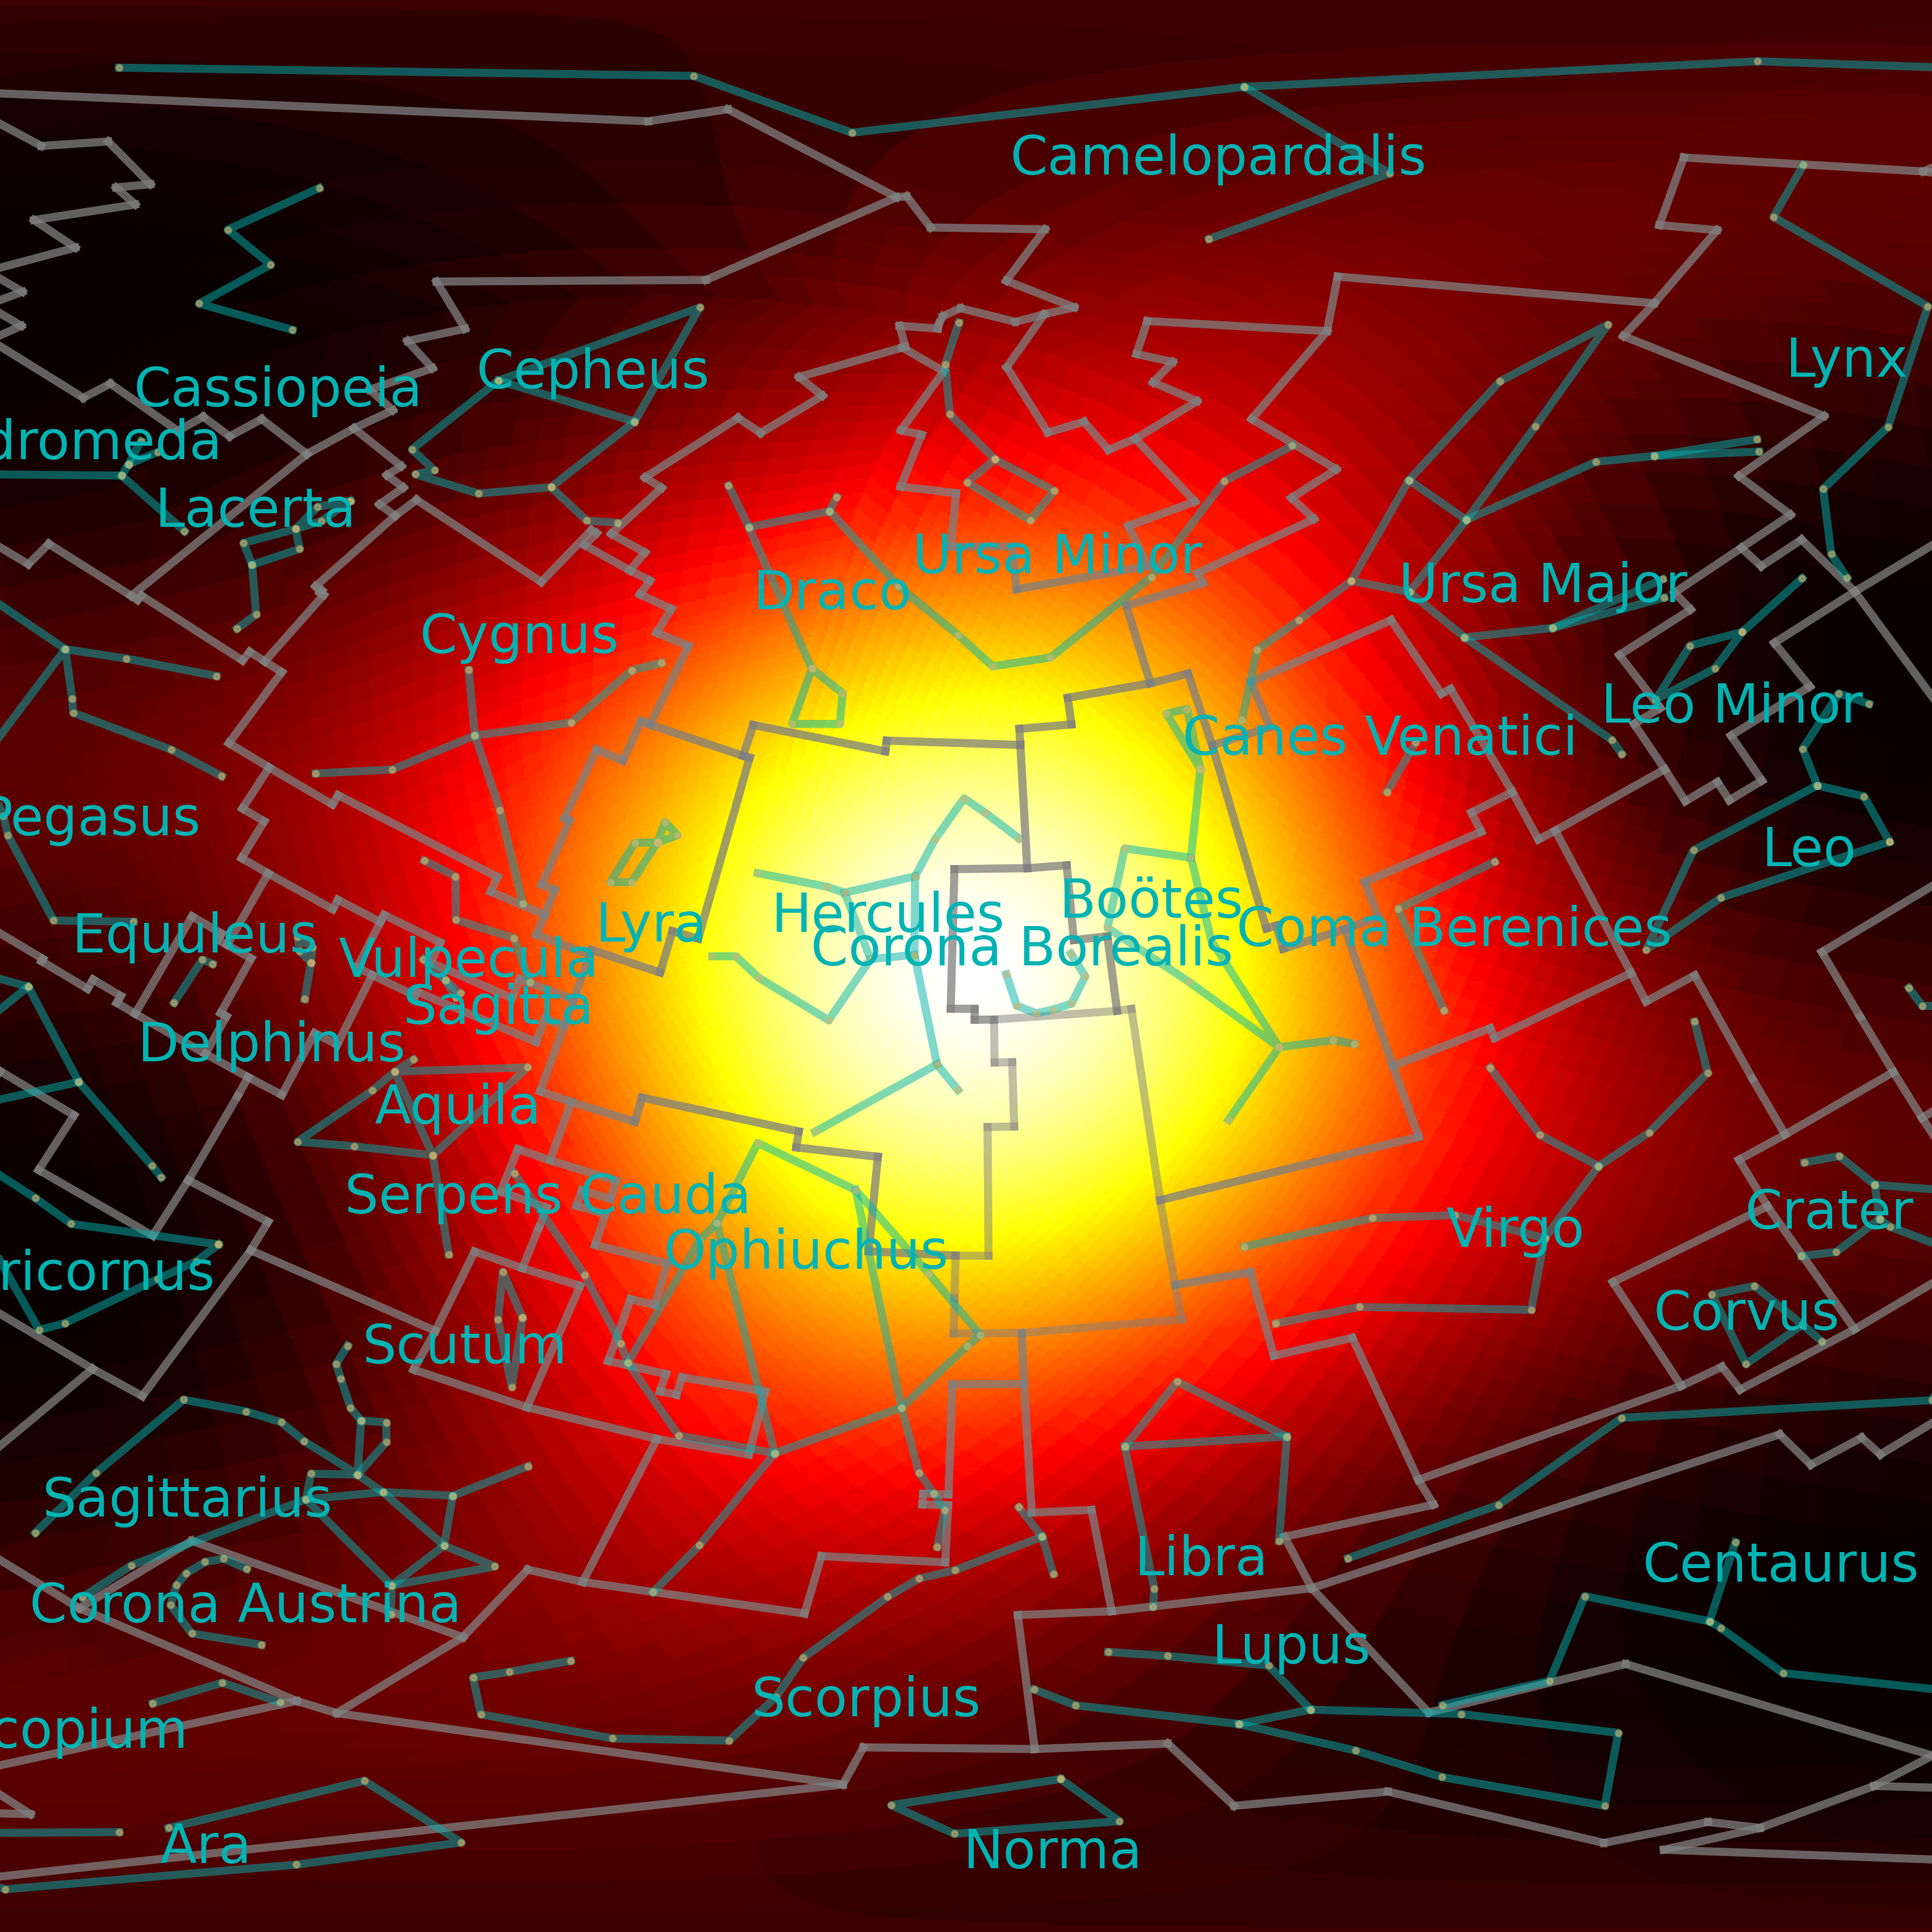 Camelopardalis
Lynx
Cepheus
Cassiopeia
dromeda
Lacerta
Ursa Minor
Draco
Ursa Major
Cygnus
Leo Minor
Canes Venatici
Pegasus
Leo
Boötes
Hercules
Lyra
Coma Berenices
Equuleus
Corona Borealis
Vulpecula
Sagitta
Delphinus
Aquila
Serpens Cauda
Crater
Virgo
Ophiuchus
ricornus
Corvus
Scutum
Sagittarius
Libra
Centaurus
Corona Austrina
Lupus
Scorpius
copium
Ara
Norma